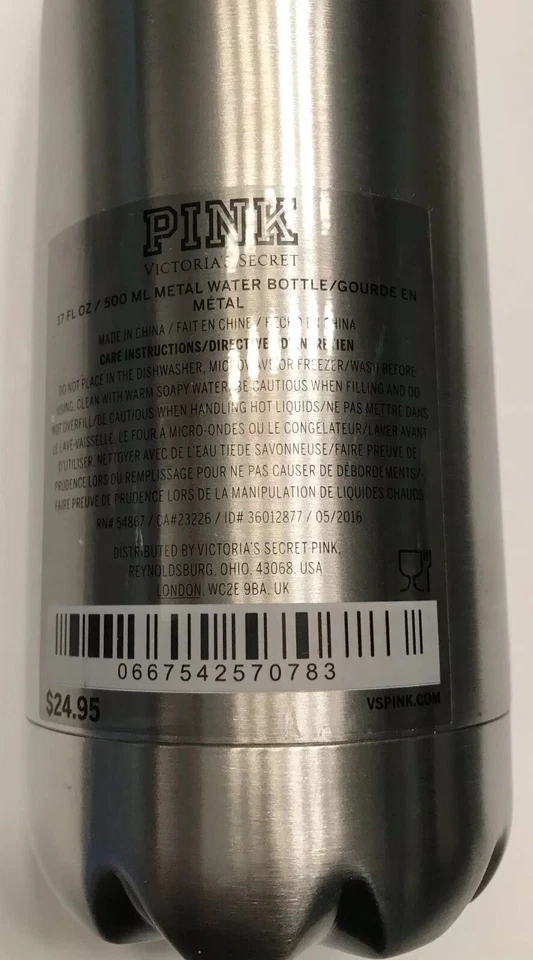 PINK
VICTORIA'S SECRET
17 FL OZ / 500 ML METAL WATER BOTTLE/GOURDE EN
MÉTAL
MADE IN CHINA / FAIT EN CHINE / HECHO EN CHINA
CARE INSTRUCTIONS/DIRECTIVES D'ENTRETIEN
DO NOT PLACE IN THE DISHWASHER, MICROWAVE OR FREEZER/WASH BEFORE
USING, CLEAN WITH WARM SOAPY WATER, BE CAUTIOUS WHEN FILLING AND DO
NOT OVERFILL/BE CAUTIOUS WHEN HANDLING HOT LIQUIDS/NE PAS METTRE DANS
LE LAVE-VAISSELLE, LE FOUR À MICRO-ONDES OU LE CONGÉLATEUR/LAVER AVANT
D'UTILISER, NETTOYER AVEC DE L'EAU TIÈDE SAVONNEUSE/FAIRE PREUVE DE
PRUDENCE LORS DU REMPLISSAGE POUR NE PAS CAUSER DE DÉBORDEMENTS/
FAIRE PREUVE DE PRUDENCE LORS DE LA MANIPULATION DE LIQUIDES CHAUDS
RN# 54867 / CA#23226 / ID# 36012877 / 05/2016
DISTRIBUTED BY VICTORIA'S SECRET PINK,
REYNOLDSBURG, OHIO, 43068, USA
LONDON, WC2E 9BA, UK
0667542570783
$24.95
VSPINK.COM